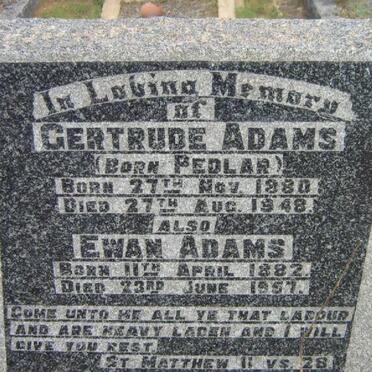 In Loving Memory
of
GERTRUDE ADAMS
(BORN PEDLAR)
BORN 27TH NOV. 1880.
DIED 27TH AUG. 1948.
ALSO
EWAN ADAMS
BORN 11TH APRIL 1882.
DIED 23RD JUNE 1957.
COME UNTO ME ALL YE THAT LABOUR
AND ARE HEAVY LADEN AND I WILL
GIVE YOU REST.
ST MATTHEW 11 VS. 28